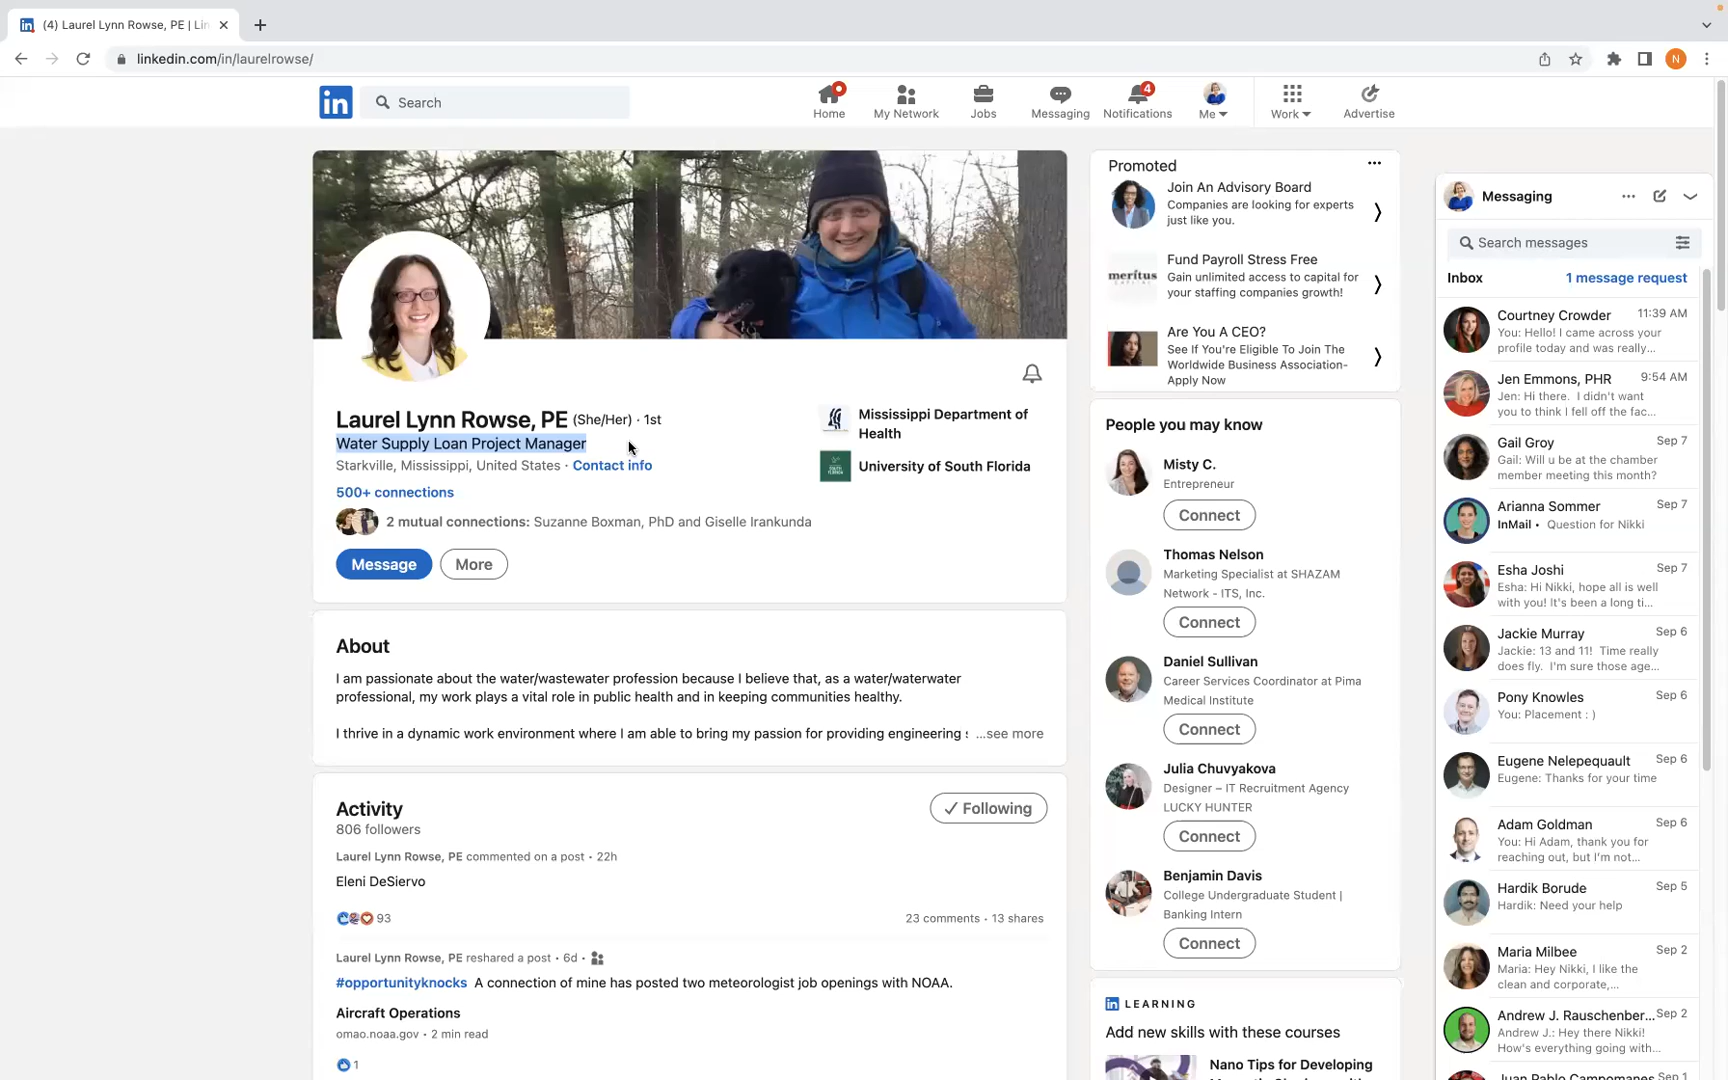 (4) Laurel Lynn Rowse, PE | Lin
linkedin.com/in/laurelrowse/
N
in
Search
Home
My Network
Jobs
Messaging
4
Notifications
Me
Work
Advertise
Laurel Lynn Rowse, PE (She/Her) · 1st
Water Supply Loan Project Manager
Starkville, Mississippi, United States · Contact info
500+ connections
2 mutual connections: Suzanne Boxman, PhD and Giselle Irankunda
Message
More
Mississippi Department of
Health
University of South Florida
About
I am passionate about the water/wastewater profession because I believe that, as a water/waterwater
professional, my work plays a vital role in public health and in keeping communities healthy.
I thrive in a dynamic work environment where I am able to bring my passion for providing engineering s ...see more
Activity
806 followers
Following
Laurel Lynn Rowse, PE commented on a post • 22h
Eleni DeSiervo
93
23 comments • 13 shares
Laurel Lynn Rowse, PE reshared a post • 6d •
#opportunityknocks A connection of mine has posted two meteorologist job openings with NOAA.
Aircraft Operations
omao.noaa.gov • 2 min read
1
Promoted
Join An Advisory Board
Companies are looking for experts
just like you.
meritus
Fund Payroll Stress Free
Gain unlimited access to capital for
your staffing companies growth!
Are You A CEO?
See If You're Eligible To Join The
Worldwide Business Association-
Apply Now
People you may know
Misty C.
Entrepreneur
Connect
Thomas Nelson
Marketing Specialist at SHAZAM
Network - ITS, Inc.
Connect
Daniel Sullivan
Career Services Coordinator at Pima
Medical Institute
Connect
Julia Chuvyakova
Designer – IT Recruitment Agency
LUCKY HUNTER
Connect
Benjamin Davis
College Undergraduate Student |
Banking Intern
Connect
in LEARNING
Add new skills with these courses
Nano Tips for Developing
Messaging
Search messages
Inbox
1 message request
Courtney Crowder 11:39 AM
You: Hello! I came across your
profile today and was really...
Jen Emmons, PHR 9:54 AM
Jen: Hi there. I didn't want
you to think I fell off the fac...
Gail Groy Sep 7
Gail: Will u be at the chamber
member meeting this month?
Arianna Sommer Sep 7
InMail • Question for Nikki
Esha Joshi Sep 7
Esha: Hi Nikki, hope all is well
with you! It's been a long ti...
Jackie Murray Sep 6
Jackie: 13 and 11! Time really
does fly. I'm sure those age...
Pony Knowles Sep 6
You: Placement : )
Eugene Nelepequault Sep 6
Eugene: Thanks for your time
Adam Goldman Sep 6
You: Hi Adam, thank you for
reaching out, but I'm not...
Hardik Borude Sep 5
Hardik: Need your help
Maria Milbee Sep 2
Maria: Hey Nikki, I like the
clean and corporate,...
Andrew J. Rauschenber... Sep 2
Andrew J.: Hey there Nikki!
How's everything going with...
Juan Pablo Campomanes Sep 1